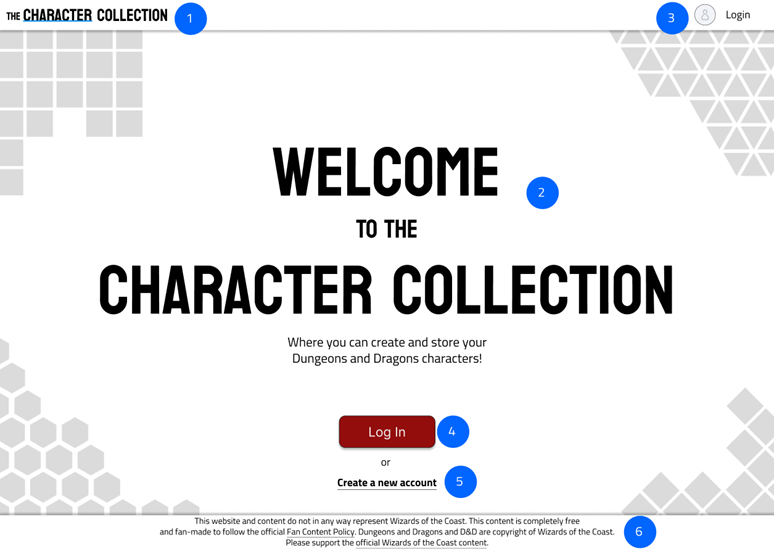 THE CHARACTER COLLECTION 1 3 Login
WELCOME
2
TO THE
CHARACTER COLLECTION
Where you can create and store your
Dungeons and Dragons characters!
Log In 4
or
Create a new account 5
This website and content do not in any way represent Wizards of the Coast. This content is completely free
and fan-made to follow the official Fan Content Policy. Dungeons and Dragons and D&D are copyright of Wizards of the Coast.
6
Please support the official Wizards of the Coast content.